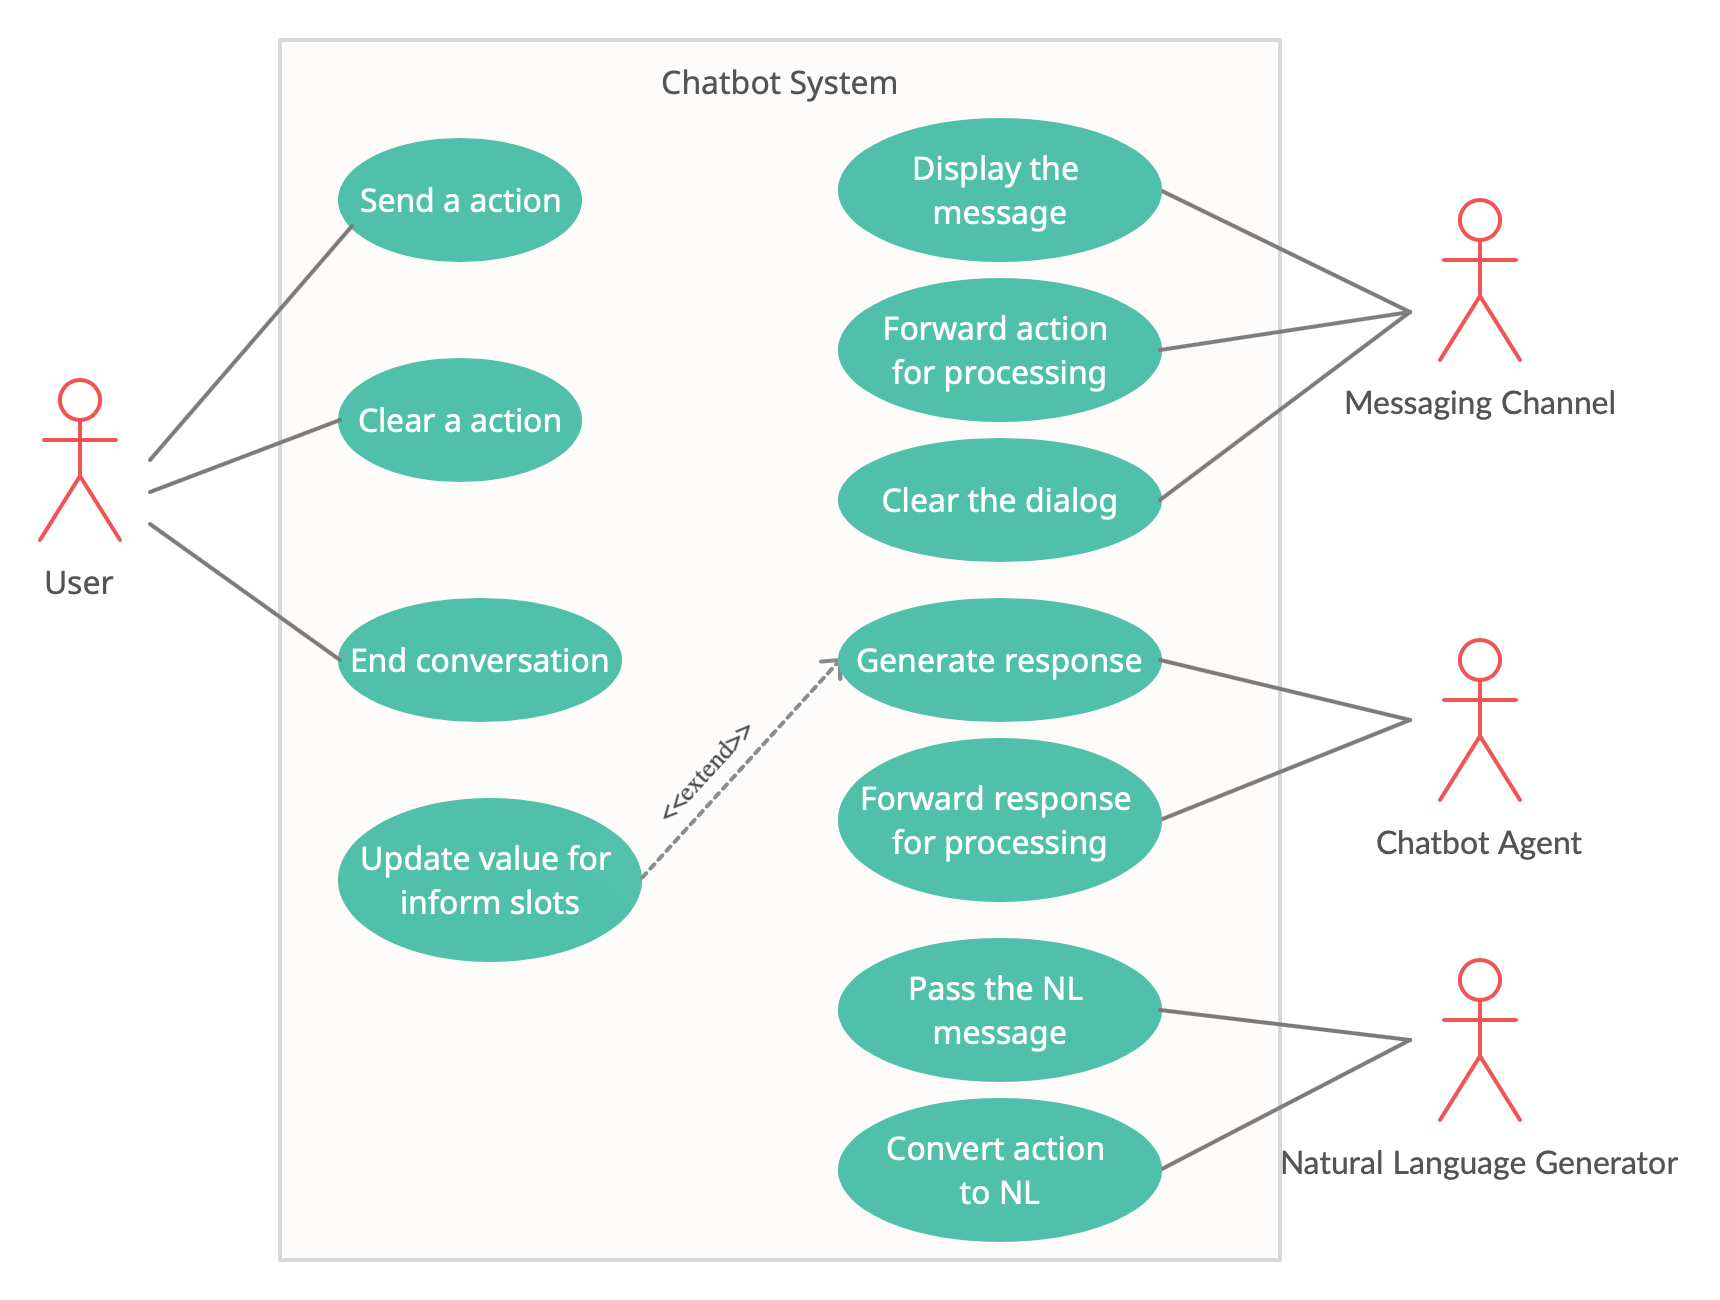 Chatbot System
Send a action
Clear a action
End conversation
Update value for
inform slots
<<extend>>
Display the
message
Forward action
for processing
Clear the dialog
Generate response
Forward response
for processing
Pass the NL
message
Convert action
to NL
User
Messaging Channel
Chatbot Agent
Natural Language Generator